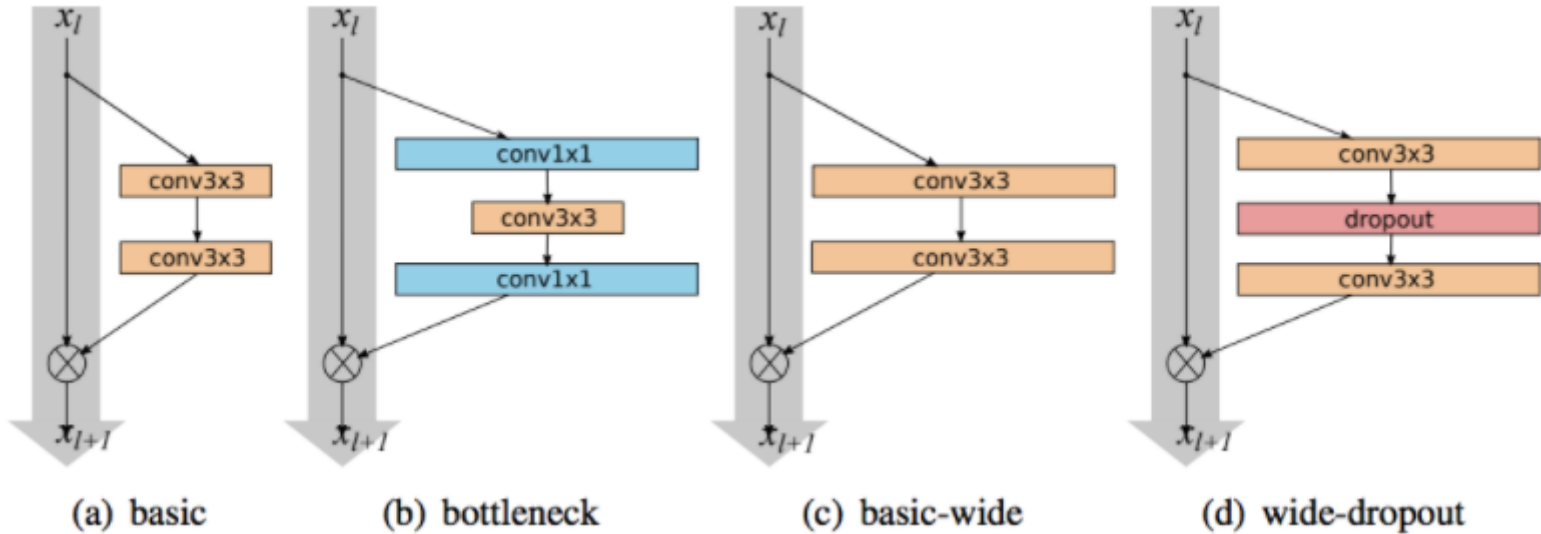 x_l x_l x_l x_l
conv1x1 conv3x3
conv3x3 conv3x3
conv3x3 dropout
conv3x3 conv3x3
conv1x1 conv3x3
x_{l+1} x_{l+1} x_{l+1} x_{l+1}
(a) basic (b) bottleneck (c) basic-wide (d) wide-dropout